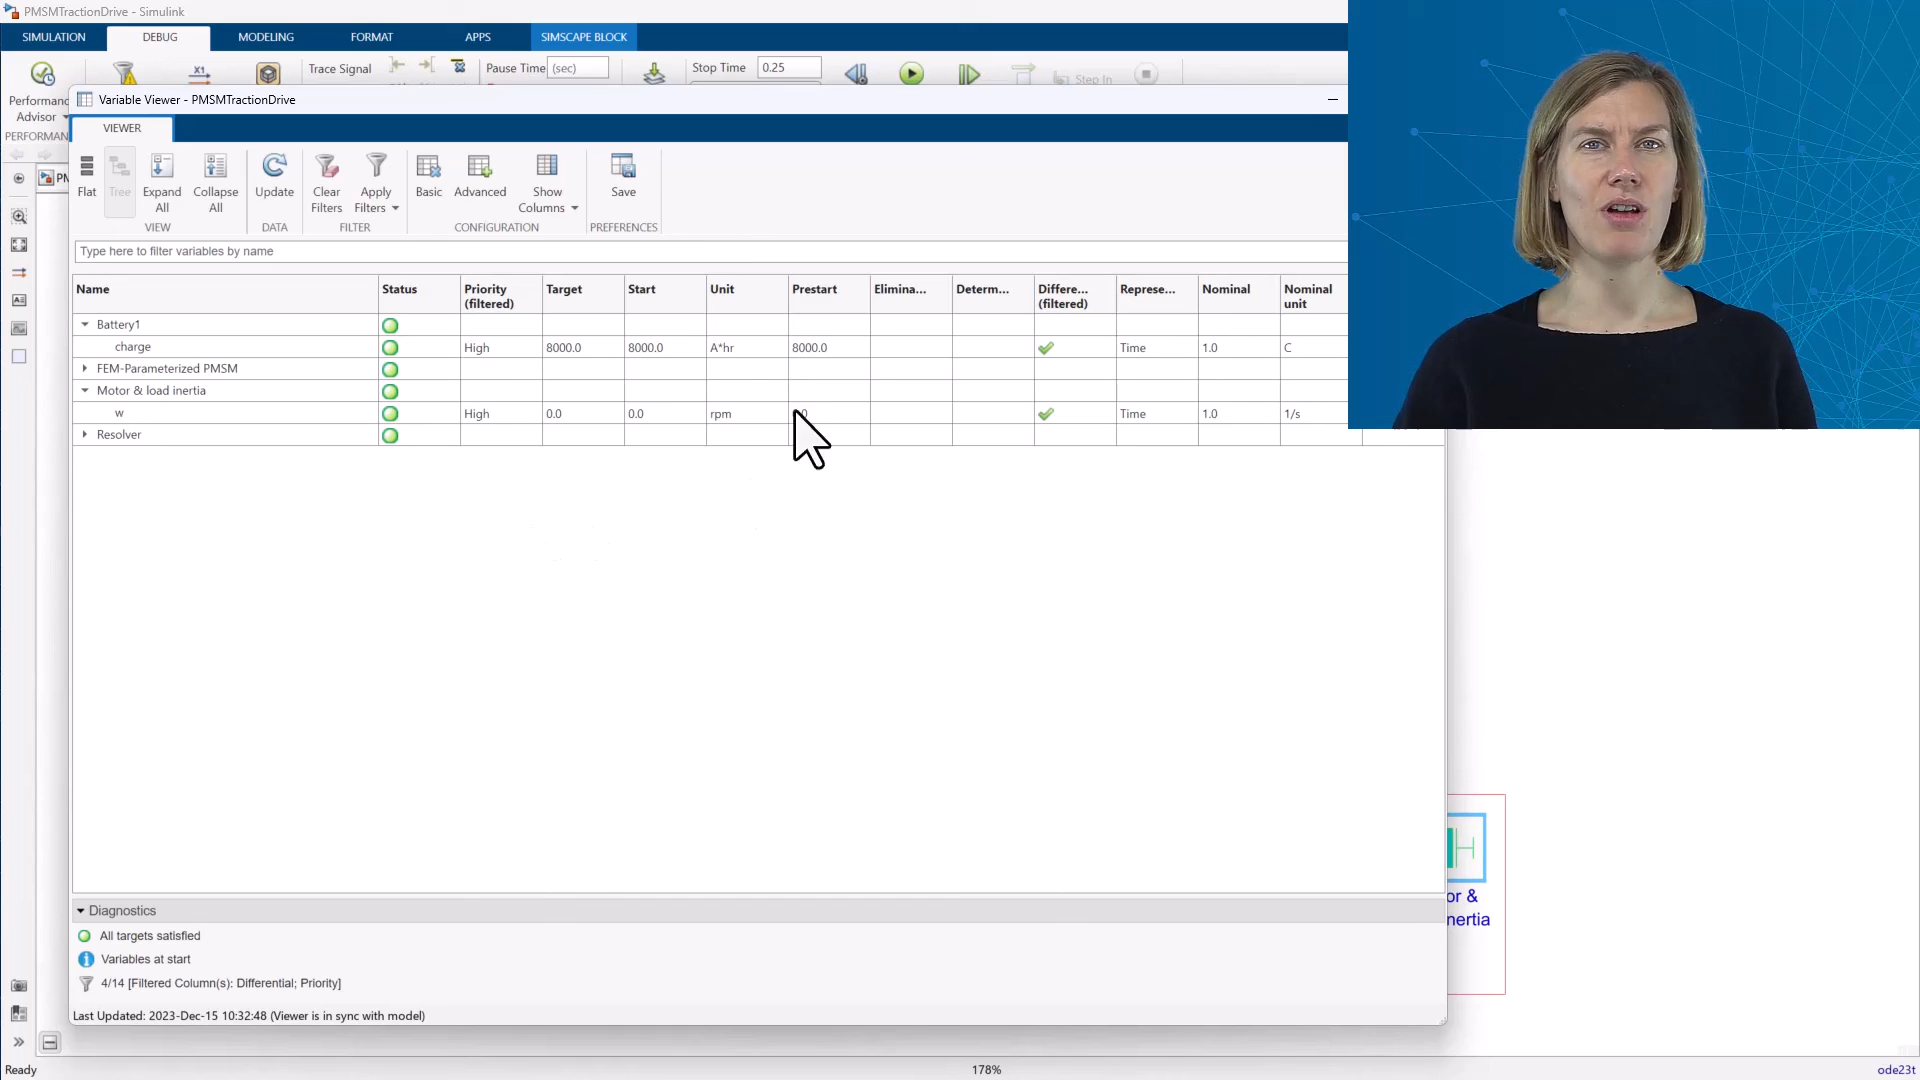 PMSMTractionDrive - Simulink
SIMULATION DEBUG MODELING FORMAT APPS SIMSCAPE BLOCK
Trace Signal Pause Time (sec) Stop Time 0.25 Step In
Performanc
Advisor
PERFORMAN
Variable Viewer - PMSMTractionDrive
VIEWER
Flat Tree Expand All Collapse All Update Clear Filters Apply Filters Basic Advanced Show Columns Save
VIEW DATA FILTER CONFIGURATION PREFERENCES
Type here to filter variables by name
Name Status Priority (filtered) Target Start Unit Prestart Elimina... Determ... Differe... (filtered) Represe... Nominal Nominal unit
Battery1
charge High 8000.0 8000.0 A*hr 8000.0 Time 1.0 C
FEM-Parameterized PMSM
Motor & load inertia
w High 0.0 0.0 rpm Time 1.0 1/s
Resolver
or &
nertia
Diagnostics
All targets satisfied
Variables at start
4/14 [Filtered Column(s): Differential; Priority]
Last Updated: 2023-Dec-15 10:32:48 (Viewer is in sync with model)
Ready 178% ode23t